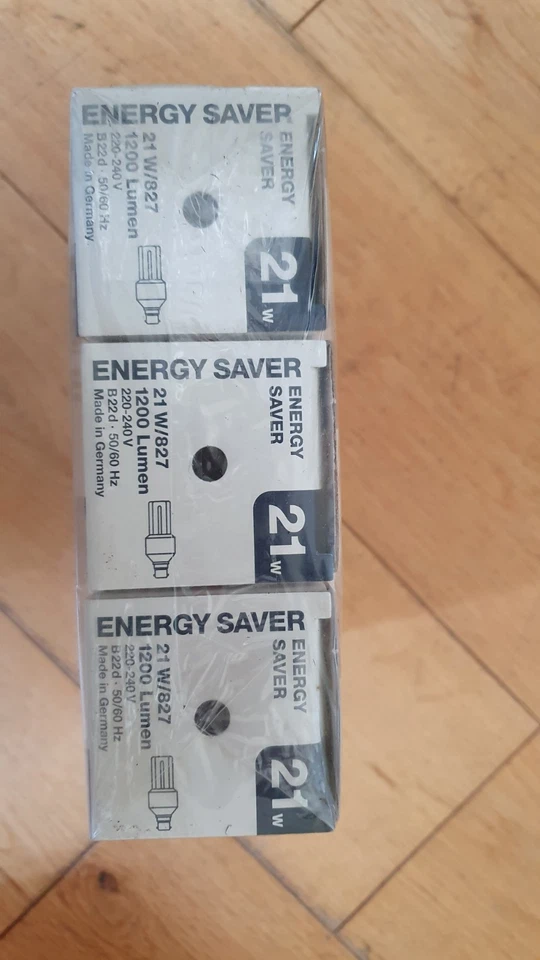 ENERGY SAVER
ENERGY
SAVER
21 W
21 W/827
1200 Lumen
220-240 V
B22d · 50/60 Hz
Made in Germany
ENERGY SAVER
ENERGY
SAVER
21 W
21 W/827
1200 Lumen
220-240 V
B22d · 50/60 Hz
Made in Germany
ENERGY SAVER
ENERGY
SAVER
21 W
21 W/827
1200 Lumen
220-240 V
B22d · 50/60 Hz
Made in Germany